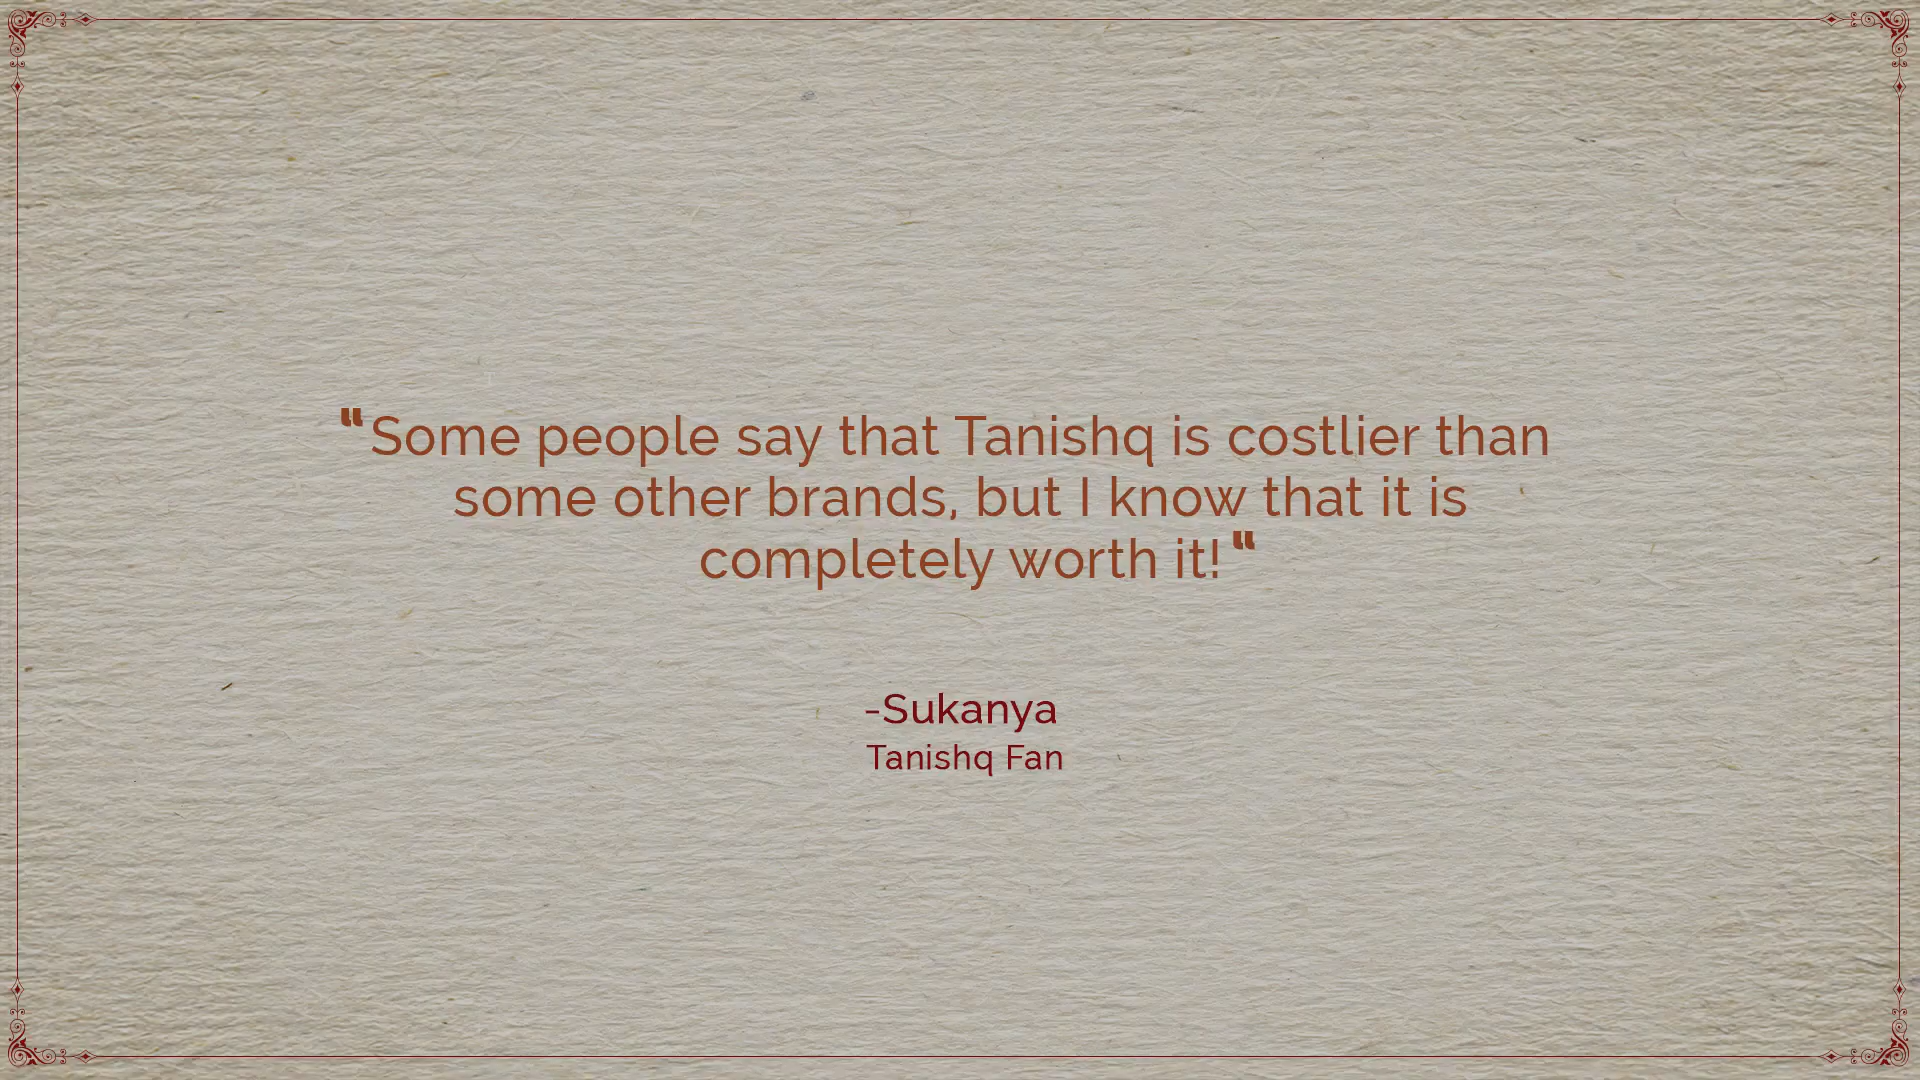 ❝Some people say that Tanishq is costlier than
some other brands, but I know that it is
completely worth it!❝
-Sukanya
Tanishq Fan